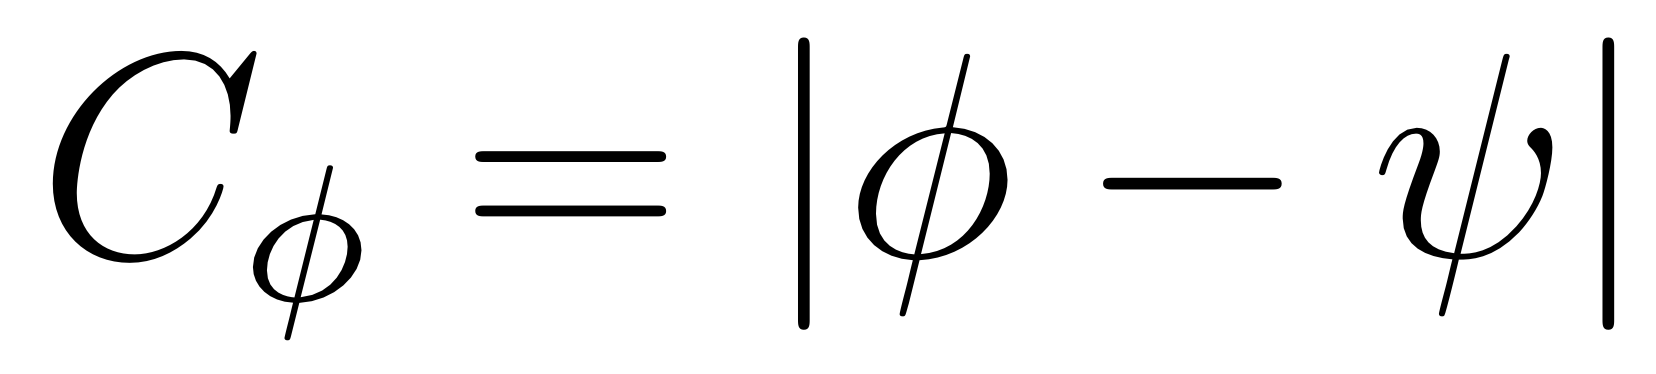 C_ϕ = |ϕ − ψ|